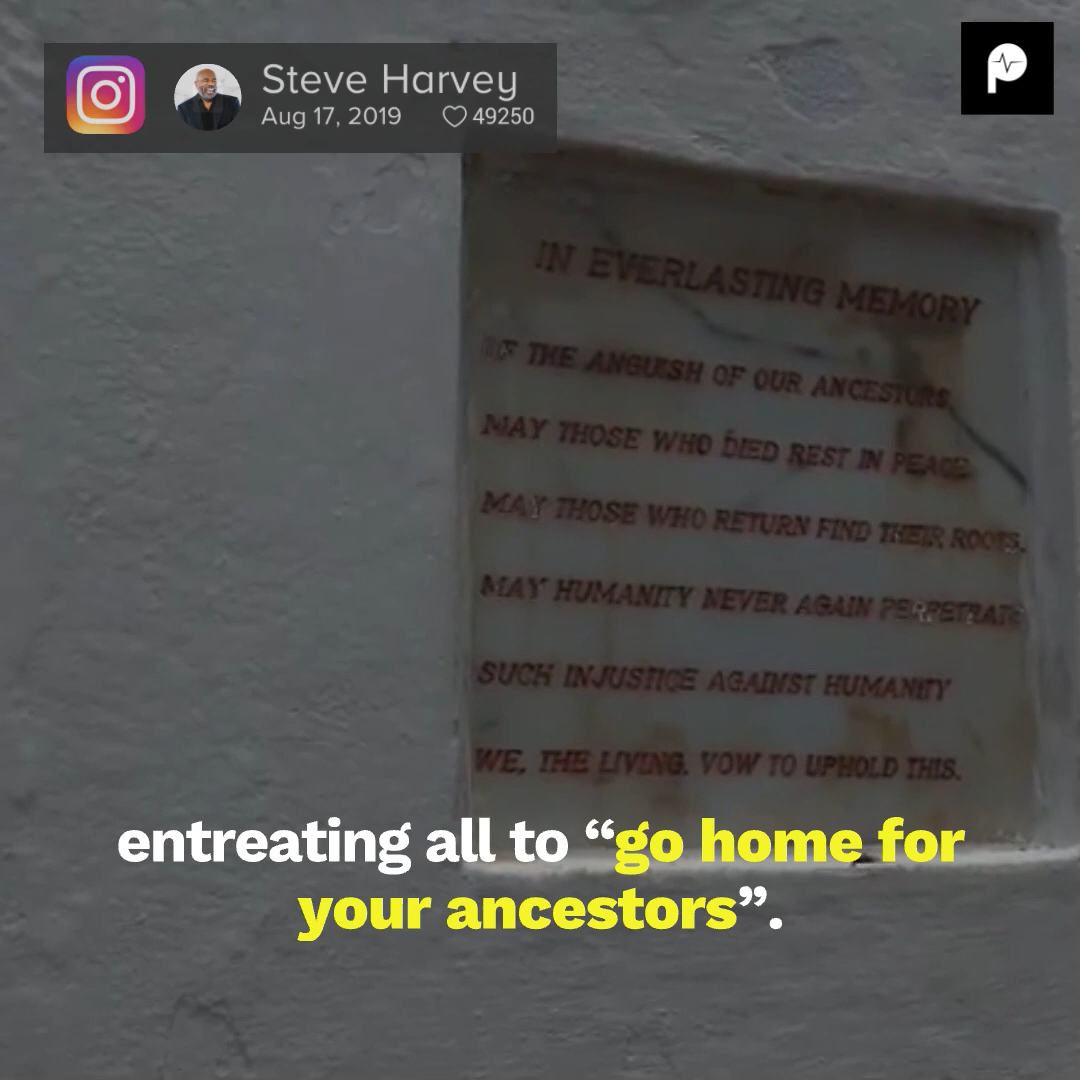 Steve Harvey
Aug 17, 2019 49250
IN EVERLASTING MEMORY
OF THE ANGUISH OF OUR ANCESTORS
MAY THOSE WHO DIED REST IN PEACE
MAY THOSE WHO RETURN FIND THEIR ROOTS.
MAY HUMANITY NEVER AGAIN PERPETRATE
SUCH INJUSTICE AGAINST HUMANITY
WE, THE LIVING. VOW TO UPHOLD THIS.
entreating all to “go home for
your ancestors”.